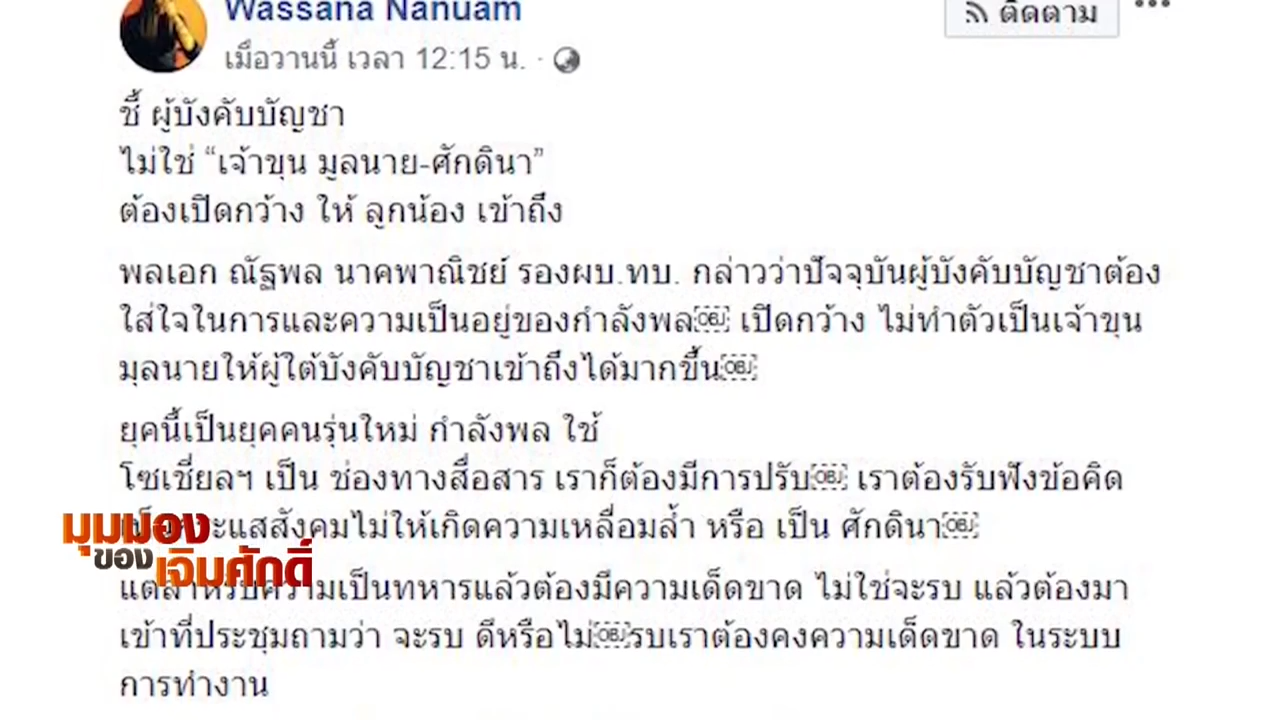 Wassana Nanuam
ติดตาม
เมื่อวานนี้ เวลา 12:15 น. ·
ชี้ ผู้บังคับบัญชา
ไม่ใช่ “เจ้าขุน มูลนาย-ศักดินา”
ต้องเปิดกว้าง ให้ ลูกน้อง เข้าถึง
พลเอก ณัฐพล นาคพาณิชย์ รองผบ.ทบ. กล่าวว่าปัจจุบันผู้บังคับบัญชาต้อง
ใส่ใจในการและความเป็นอยู่ของกำลังพล￼ เปิดกว้าง ไม่ทำตัวเป็นเจ้าขุน
มุลนายให้ผู้ใต้บังคับบัญชาเข้าถึงได้มากขึ้น￼
ยุคนี้เป็นยุคคนรุ่นใหม่ กำลังพล ใช้
โซเชี่ยลฯ เป็น ช่องทางสื่อสาร เราก็ต้องมีการปรับ￼ เราต้องรับฟังข้อคิด
ะแสสังคมไม่ให้เกิดความเหลื่อมล้ำ หรือ เป็น ศักดินา￼
มุมมอง
ของ
เจิมศักดิ์
แต่สำหรับความเป็นทหารแล้วต้องมีความเด็ดขาด ไม่ใช่จะรบ แล้วต้องมา
เข้าที่ประชุมถามว่า จะรบ ดีหรือไม่￼รบเราต้องคงความเด็ดขาด ในระบบ
การทำงาน